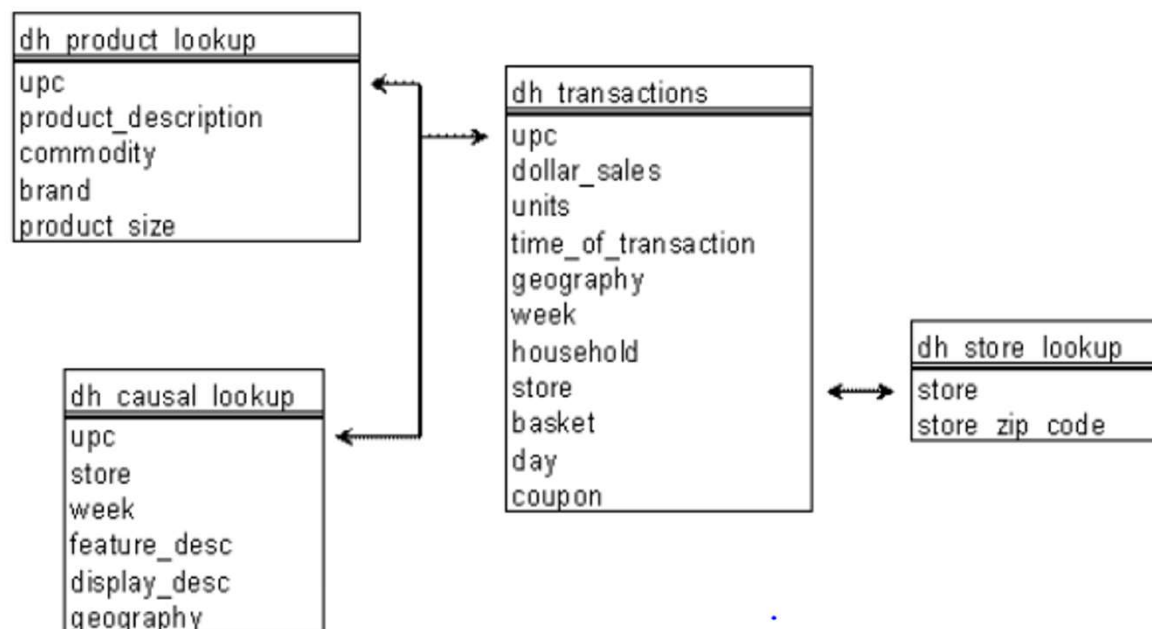 dh_product_lookup
upc
product_description
commodity
brand
product_size
dh_transactions
upc
dollar_sales
units
time_of_transaction
geography
week
household
store
basket
day
coupon
dh_store_lookup
store
store_zip_code
dh_causal_lookup
upc
store
week
feature_desc
display_desc
geography